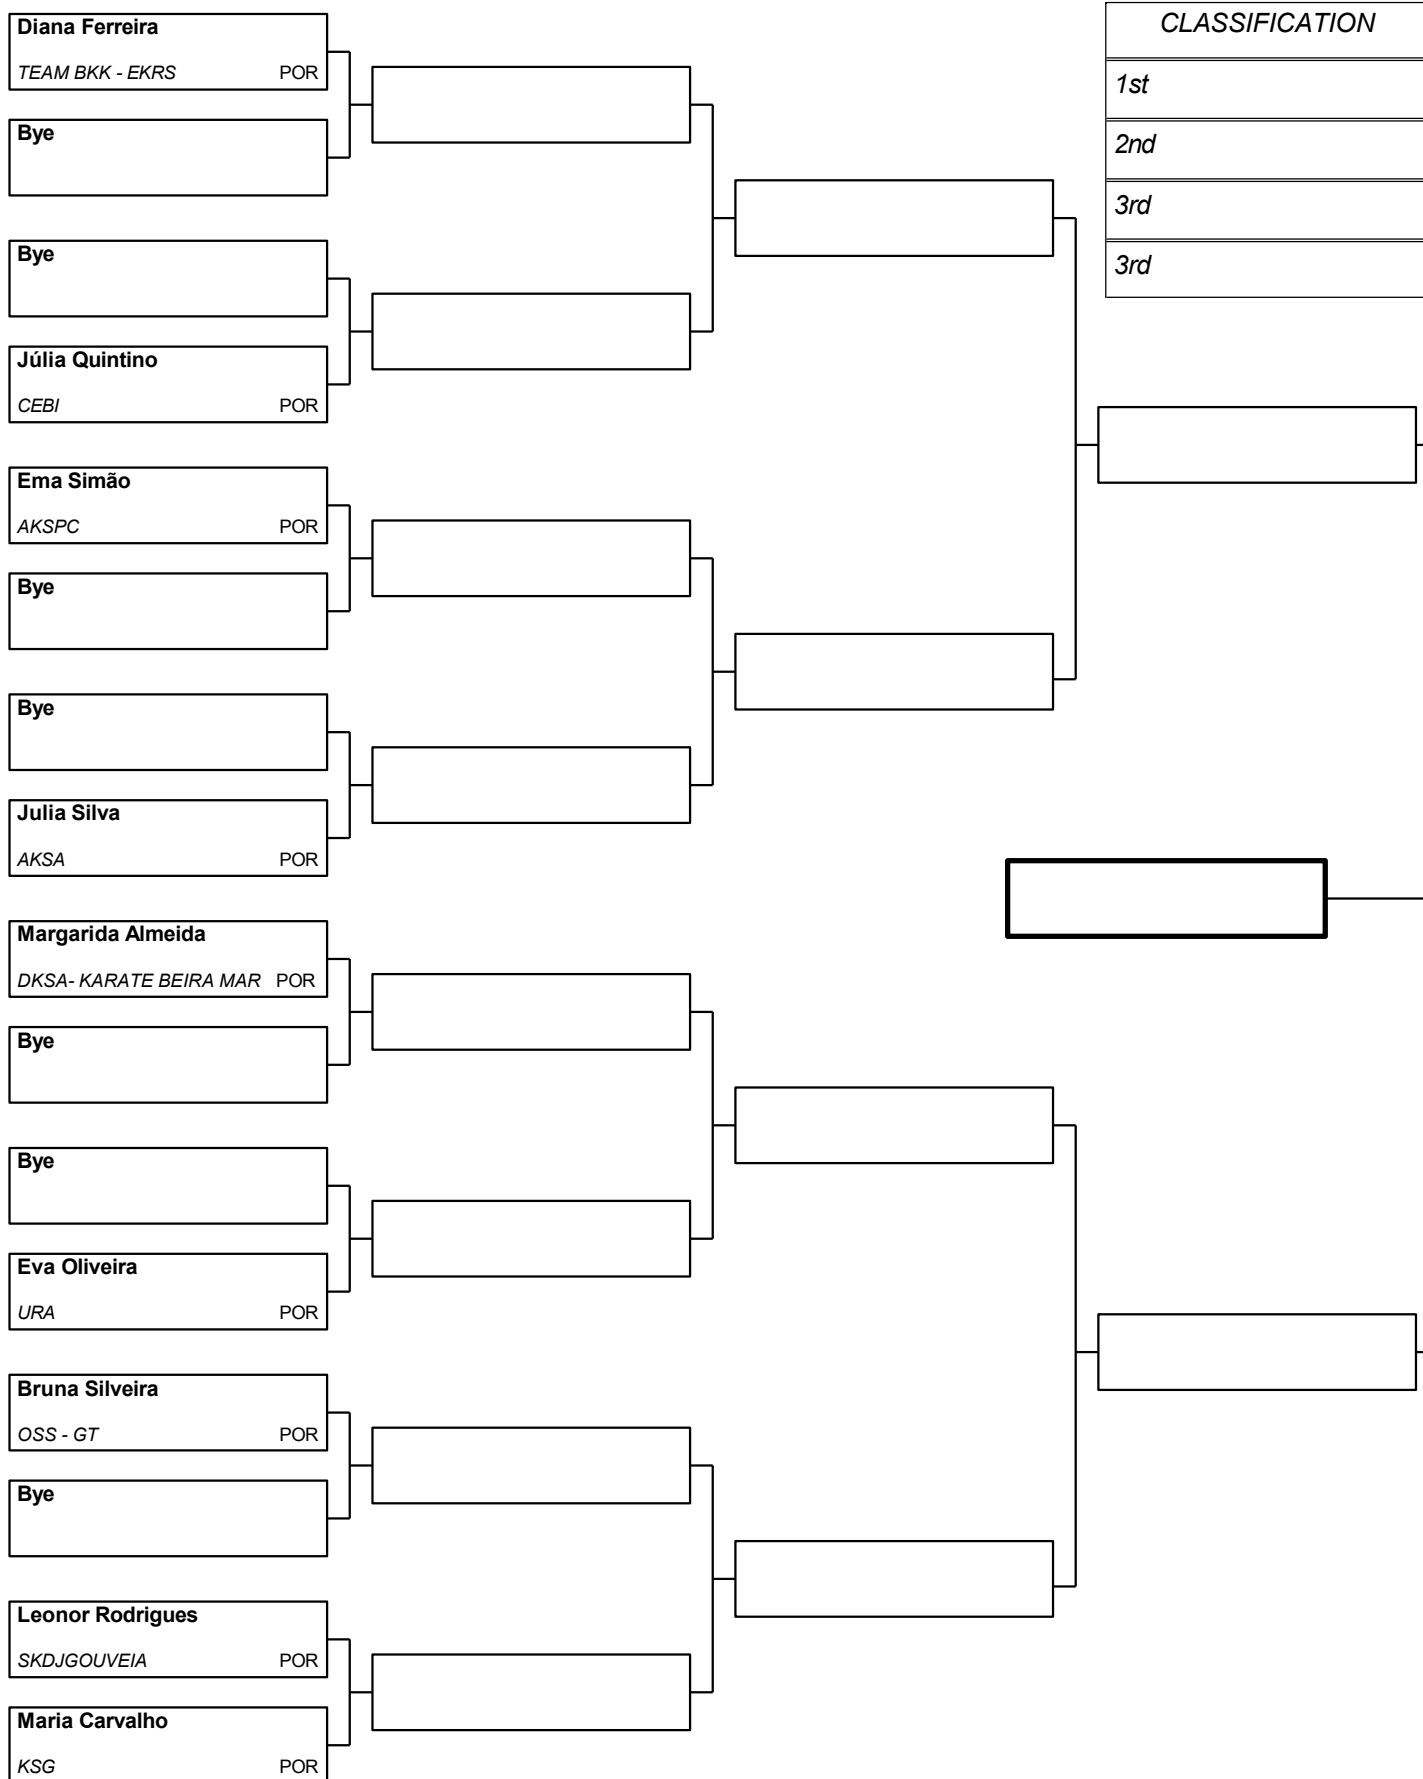 Diana Ferreira
TEAM BKK - EKRS POR
Bye
Bye
Júlia Quintino
CEBI POR
Ema Simão
AKSPC POR
Bye
Bye
Julia Silva
AKSA POR
Margarida Almeida
DKSA- KARATE BEIRA MAR POR
Bye
Bye
Eva Oliveira
URA POR
Bruna Silveira
OSS - GT POR
Bye
Leonor Rodrigues
SKDJGOUVEIA POR
Maria Carvalho
KSG POR
CLASSIFICATION
1st
2nd
3rd
3rd